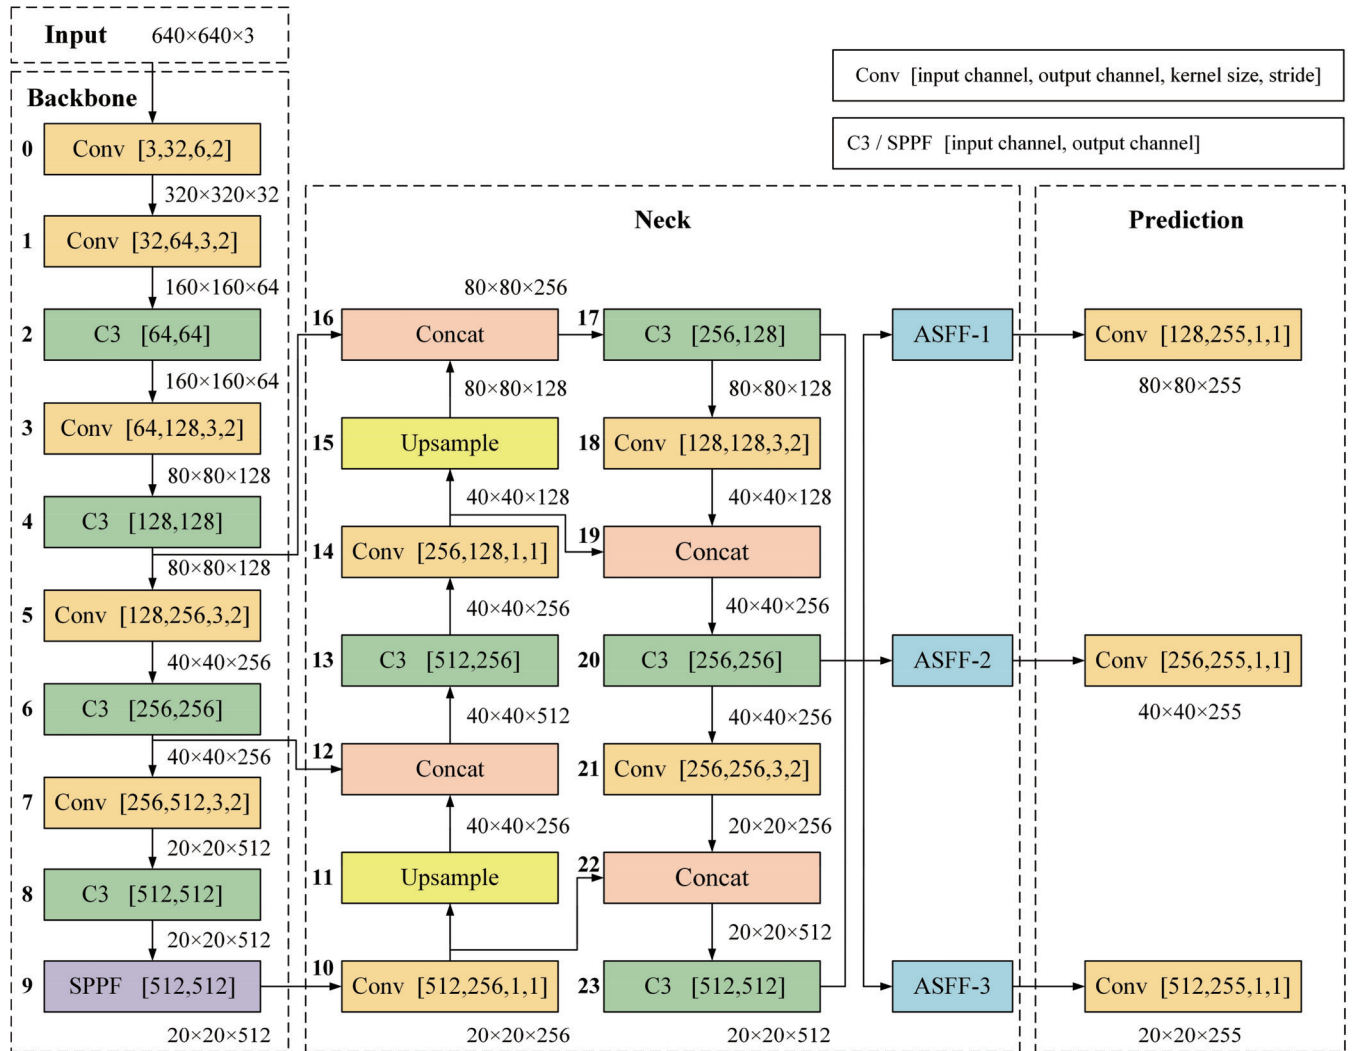 Input 640×640×3
Backbone
0 Conv [3,32,6,2]
320×320×32
1 Conv [32,64,3,2]
160×160×64
2 C3 [64,64]
160×160×64
3 Conv [64,128,3,2]
80×80×128
4 C3 [128,128]
80×80×128
5 Conv [128,256,3,2]
40×40×256
6 C3 [256,256]
40×40×256
7 Conv [256,512,3,2]
20×20×512
8 C3 [512,512]
20×20×512
9 SPPF [512,512]
20×20×512
Neck
80×80×256
16 Concat
80×80×128
15 Upsample
40×40×128
14 Conv [256,128,1,1]
40×40×256
13 C3 [512,256]
40×40×512
12 Concat
40×40×256
11 Upsample
10 Conv [512,256,1,1]
20×20×256
17 C3 [256,128]
80×80×128
18 Conv [128,128,3,2]
40×40×128
19 Concat
40×40×256
20 C3 [256,256]
40×40×256
21 Conv [256,256,3,2]
20×20×256
22 Concat
20×20×512
23 C3 [512,512]
20×20×512
ASFF-1
ASFF-2
ASFF-3
Conv [input channel, output channel, kernel size, stride]
C3 / SPPF [input channel, output channel]
Prediction
Conv [128,255,1,1]
80×80×255
Conv [256,255,1,1]
40×40×255
Conv [512,255,1,1]
20×20×255